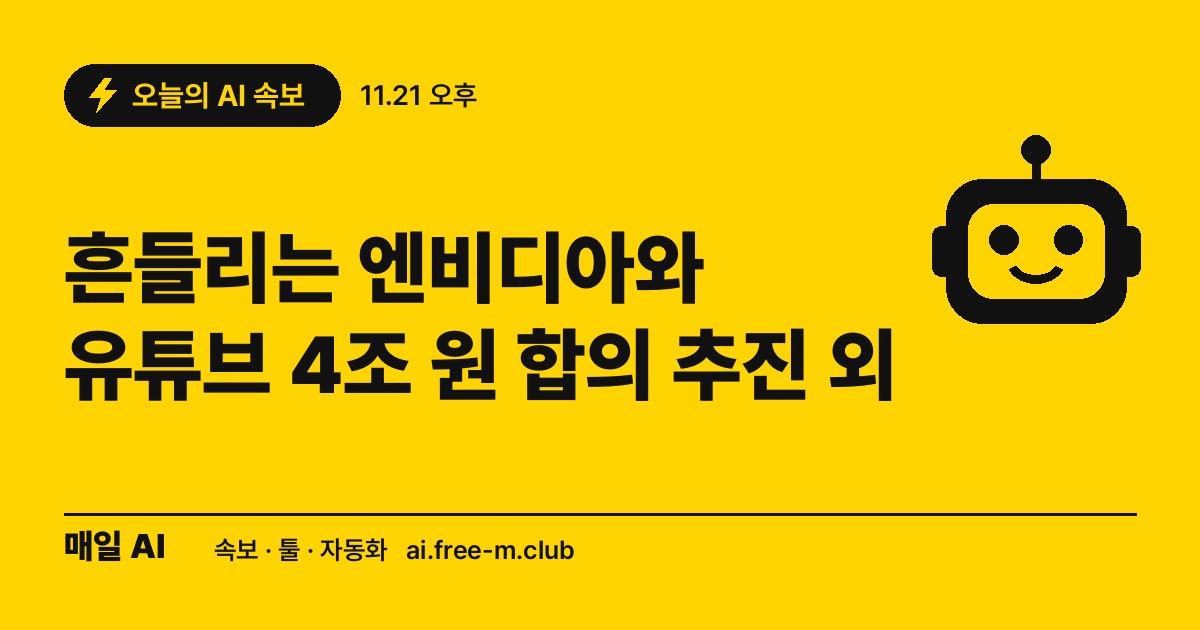 오늘의 AI 속보 11.21 오후
흔들리는 엔비디아와
유튜브 4조 원 합의 추진 외
매일 AI 속보 · 툴 · 자동화 ai.free-m.club